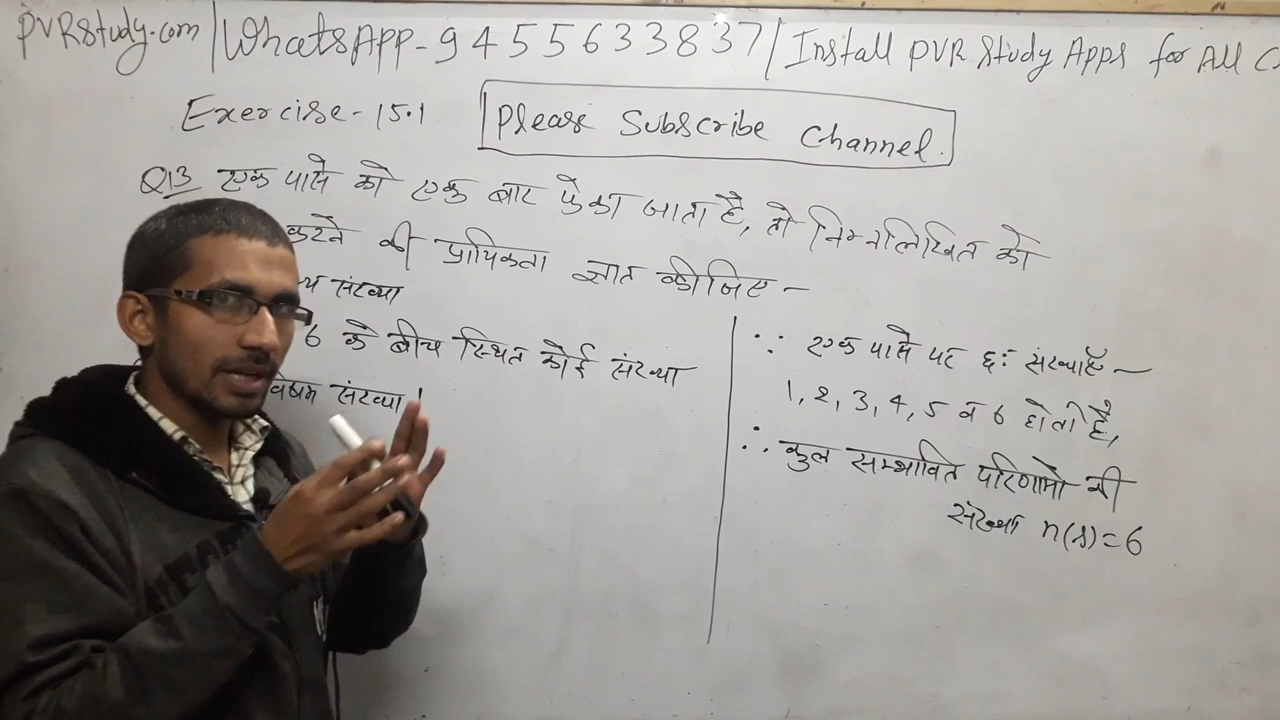 PVRstudy.com | WhatsApp-9455633837 / Install PVR Study Apps for All
Exercise-15.1
Please Subscribe Channel.
Q13 एक पासे को एक बार फेंका जाता है, तो निम्नलिखित को
करने की प्रायिकता ज्ञात कीजिए -
संख्या
6 के बीच स्थित कोई संख्या
विषम संख्या।
∵ एक पासे पर छः संख्याएँ -
1, 2, 3, 4, 5 व 6 होती हैं,
∴ कुल सम्भावित परिणामों की
संख्या n(s)=6